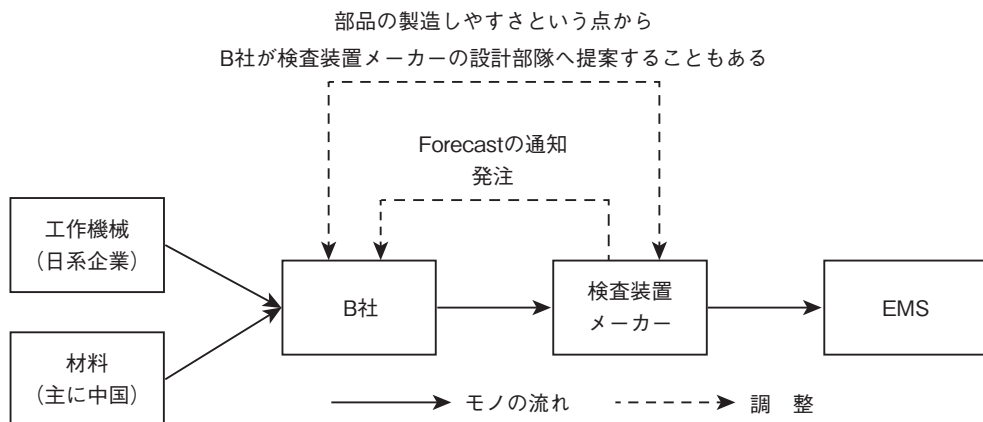 部品の製造しやすさという点から
B社が検査装置メーカーの設計部隊へ提案することもある
Forecastの通知
発注
工作機械
（日系企業）
材料
（主に中国）
B社
検査装置
メーカー
EMS
モノの流れ
調　整